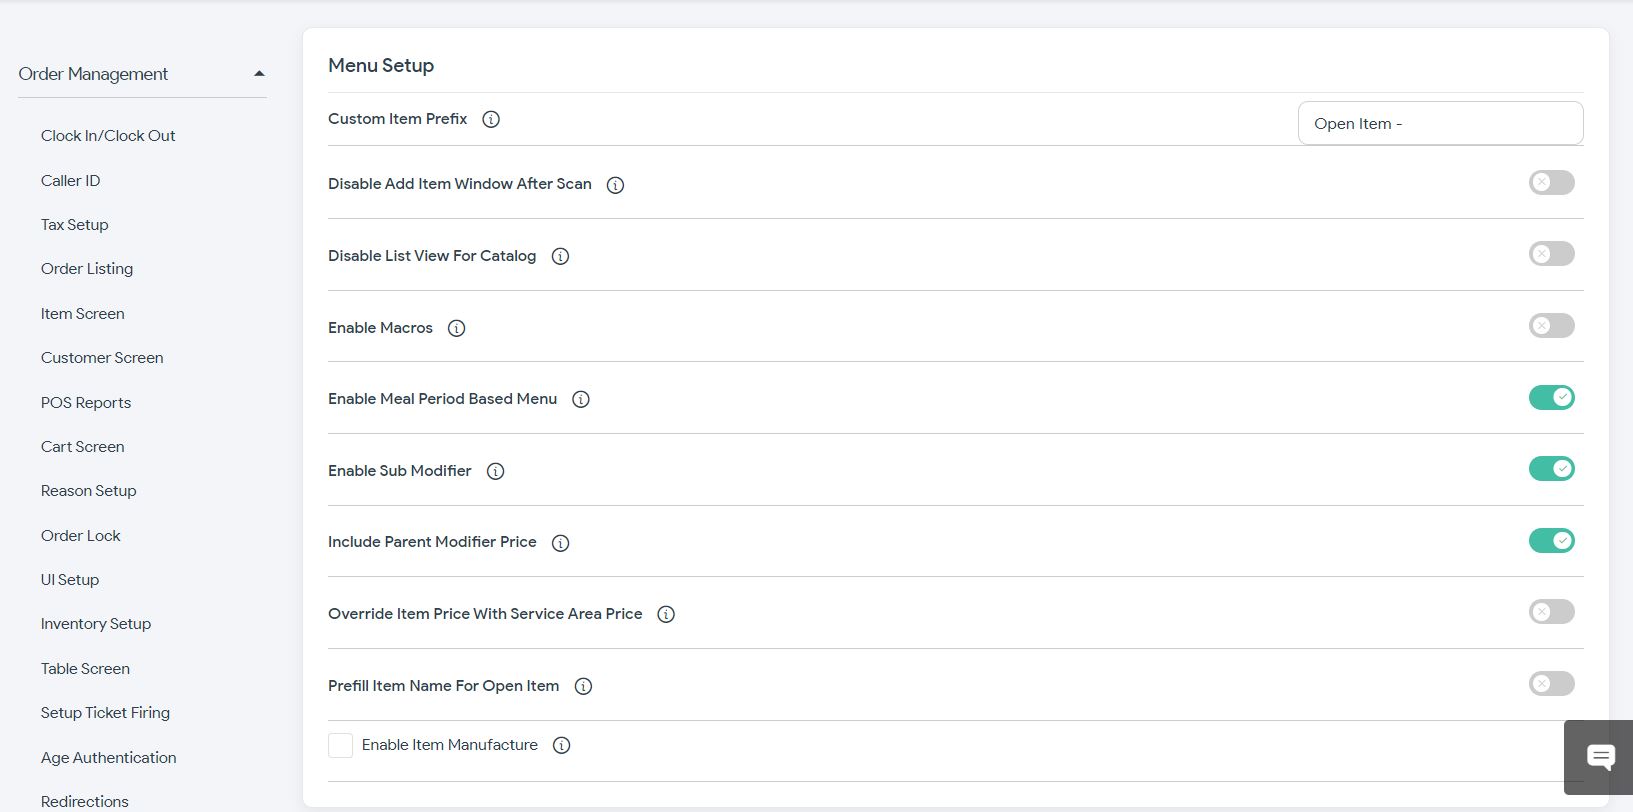 Order Management
Clock In/Clock Out
Caller ID
Tax Setup
Order Listing
Item Screen
Customer Screen
POS Reports
Cart Screen
Reason Setup
Order Lock
UI Setup
Inventory Setup
Table Screen
Setup Ticket Firing
Age Authentication
Redirections
Menu Setup
Custom Item Prefix
Open Item -
Disable Add Item Window After Scan
Disable List View For Catalog
Enable Macros
Enable Meal Period Based Menu
Enable Sub Modifier
Include Parent Modifier Price
Override Item Price With Service Area Price
Prefill Item Name For Open Item
Enable Item Manufacture